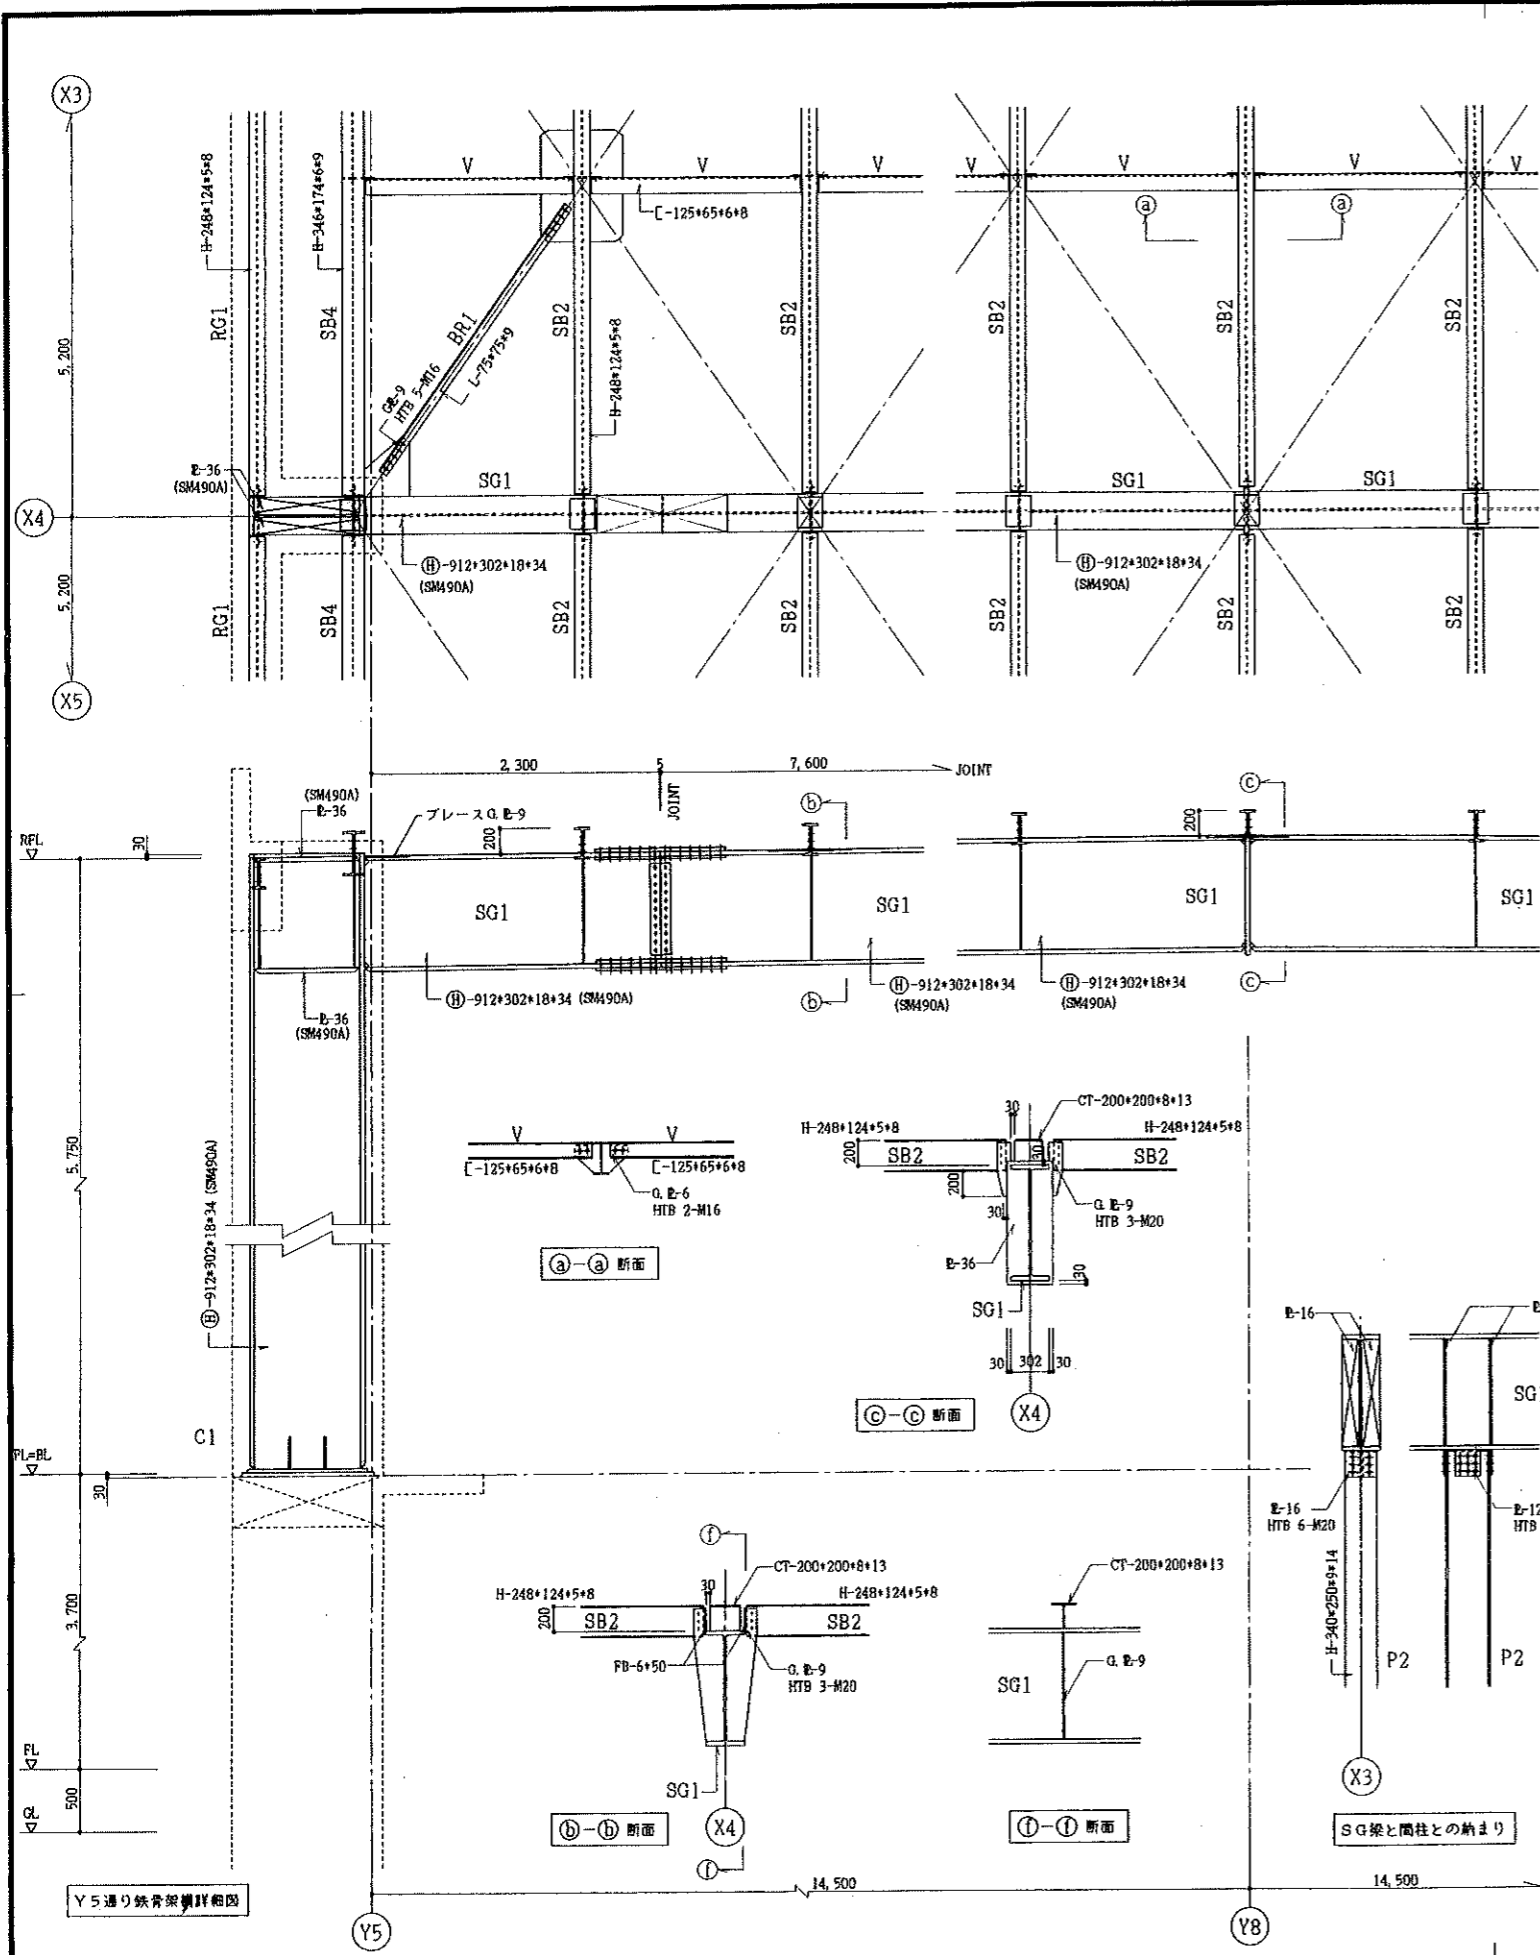 X3
H-248*124*5*8
H-346*174*6*9
V
V
V
V
V
V
V
[-125*65*6*8
ⓐ
ⓐ
5,200
RG1
SB4
BR1
L-75*75*9
HTB 5-M16
SB2
H-248*124*5*8
SB2
SB2
SB2
SB2
PL-36
(SM490A)
SG1
SG1
SG1
X4
Ⓗ-912*302*18*34
(SM490A)
Ⓗ-912*302*18*34
(SM490A)
5,200
RG1
SB4
SB2
SB2
SB2
SB2
SB2
X5
2,300
5
7,600
JOINT
JOINT
(SM490A)
PL-36
ブレースG.PL-9
200
ⓑ
ⓒ
200
RFL
30
SG1
SG1
SG1
SG1
Ⓗ-912*302*18*34 (SM490A)
ⓑ
Ⓗ-912*302*18*34
(SM490A)
Ⓗ-912*302*18*34
(SM490A)
ⓒ
PL-36
(SM490A)
5,750
Ⓗ-912*302*18*34 (SM490A)
V
V
[-125*65*6*8
[-125*65*6*8
G.PL-6
HTB 2-M16
ⓐ-ⓐ 断面
CT-200*200*8*13
30
H-248*124*5*8
H-248*124*5*8
200
SB2
30
SB2
200
30
G.PL-9
HTB 3-M20
PL-36
30
SG1
30
302
30
ⓒ-ⓒ 断面
X4
PL-16
SG
C1
FL=BL
30
PL-16
HTB 6-M20
PL-12
HTB
H-340*250*9*14
P2
P2
X3
SG梁と間柱との納まり
3,700
ⓕ
CT-200*200*8*13
30
H-248*124*5*8
H-248*124*5*8
200
SB2
SB2
FB-6*50
G.PL-9
HTB 3-M20
SG1
ⓑ-ⓑ 断面
X4
ⓕ
CT-200*200*8*13
SG1
G.PL-9
ⓕ-ⓕ 断面
FL
500
GL
Y5通り鉄骨架構詳細図
14,500
14,500
Y5
Y8